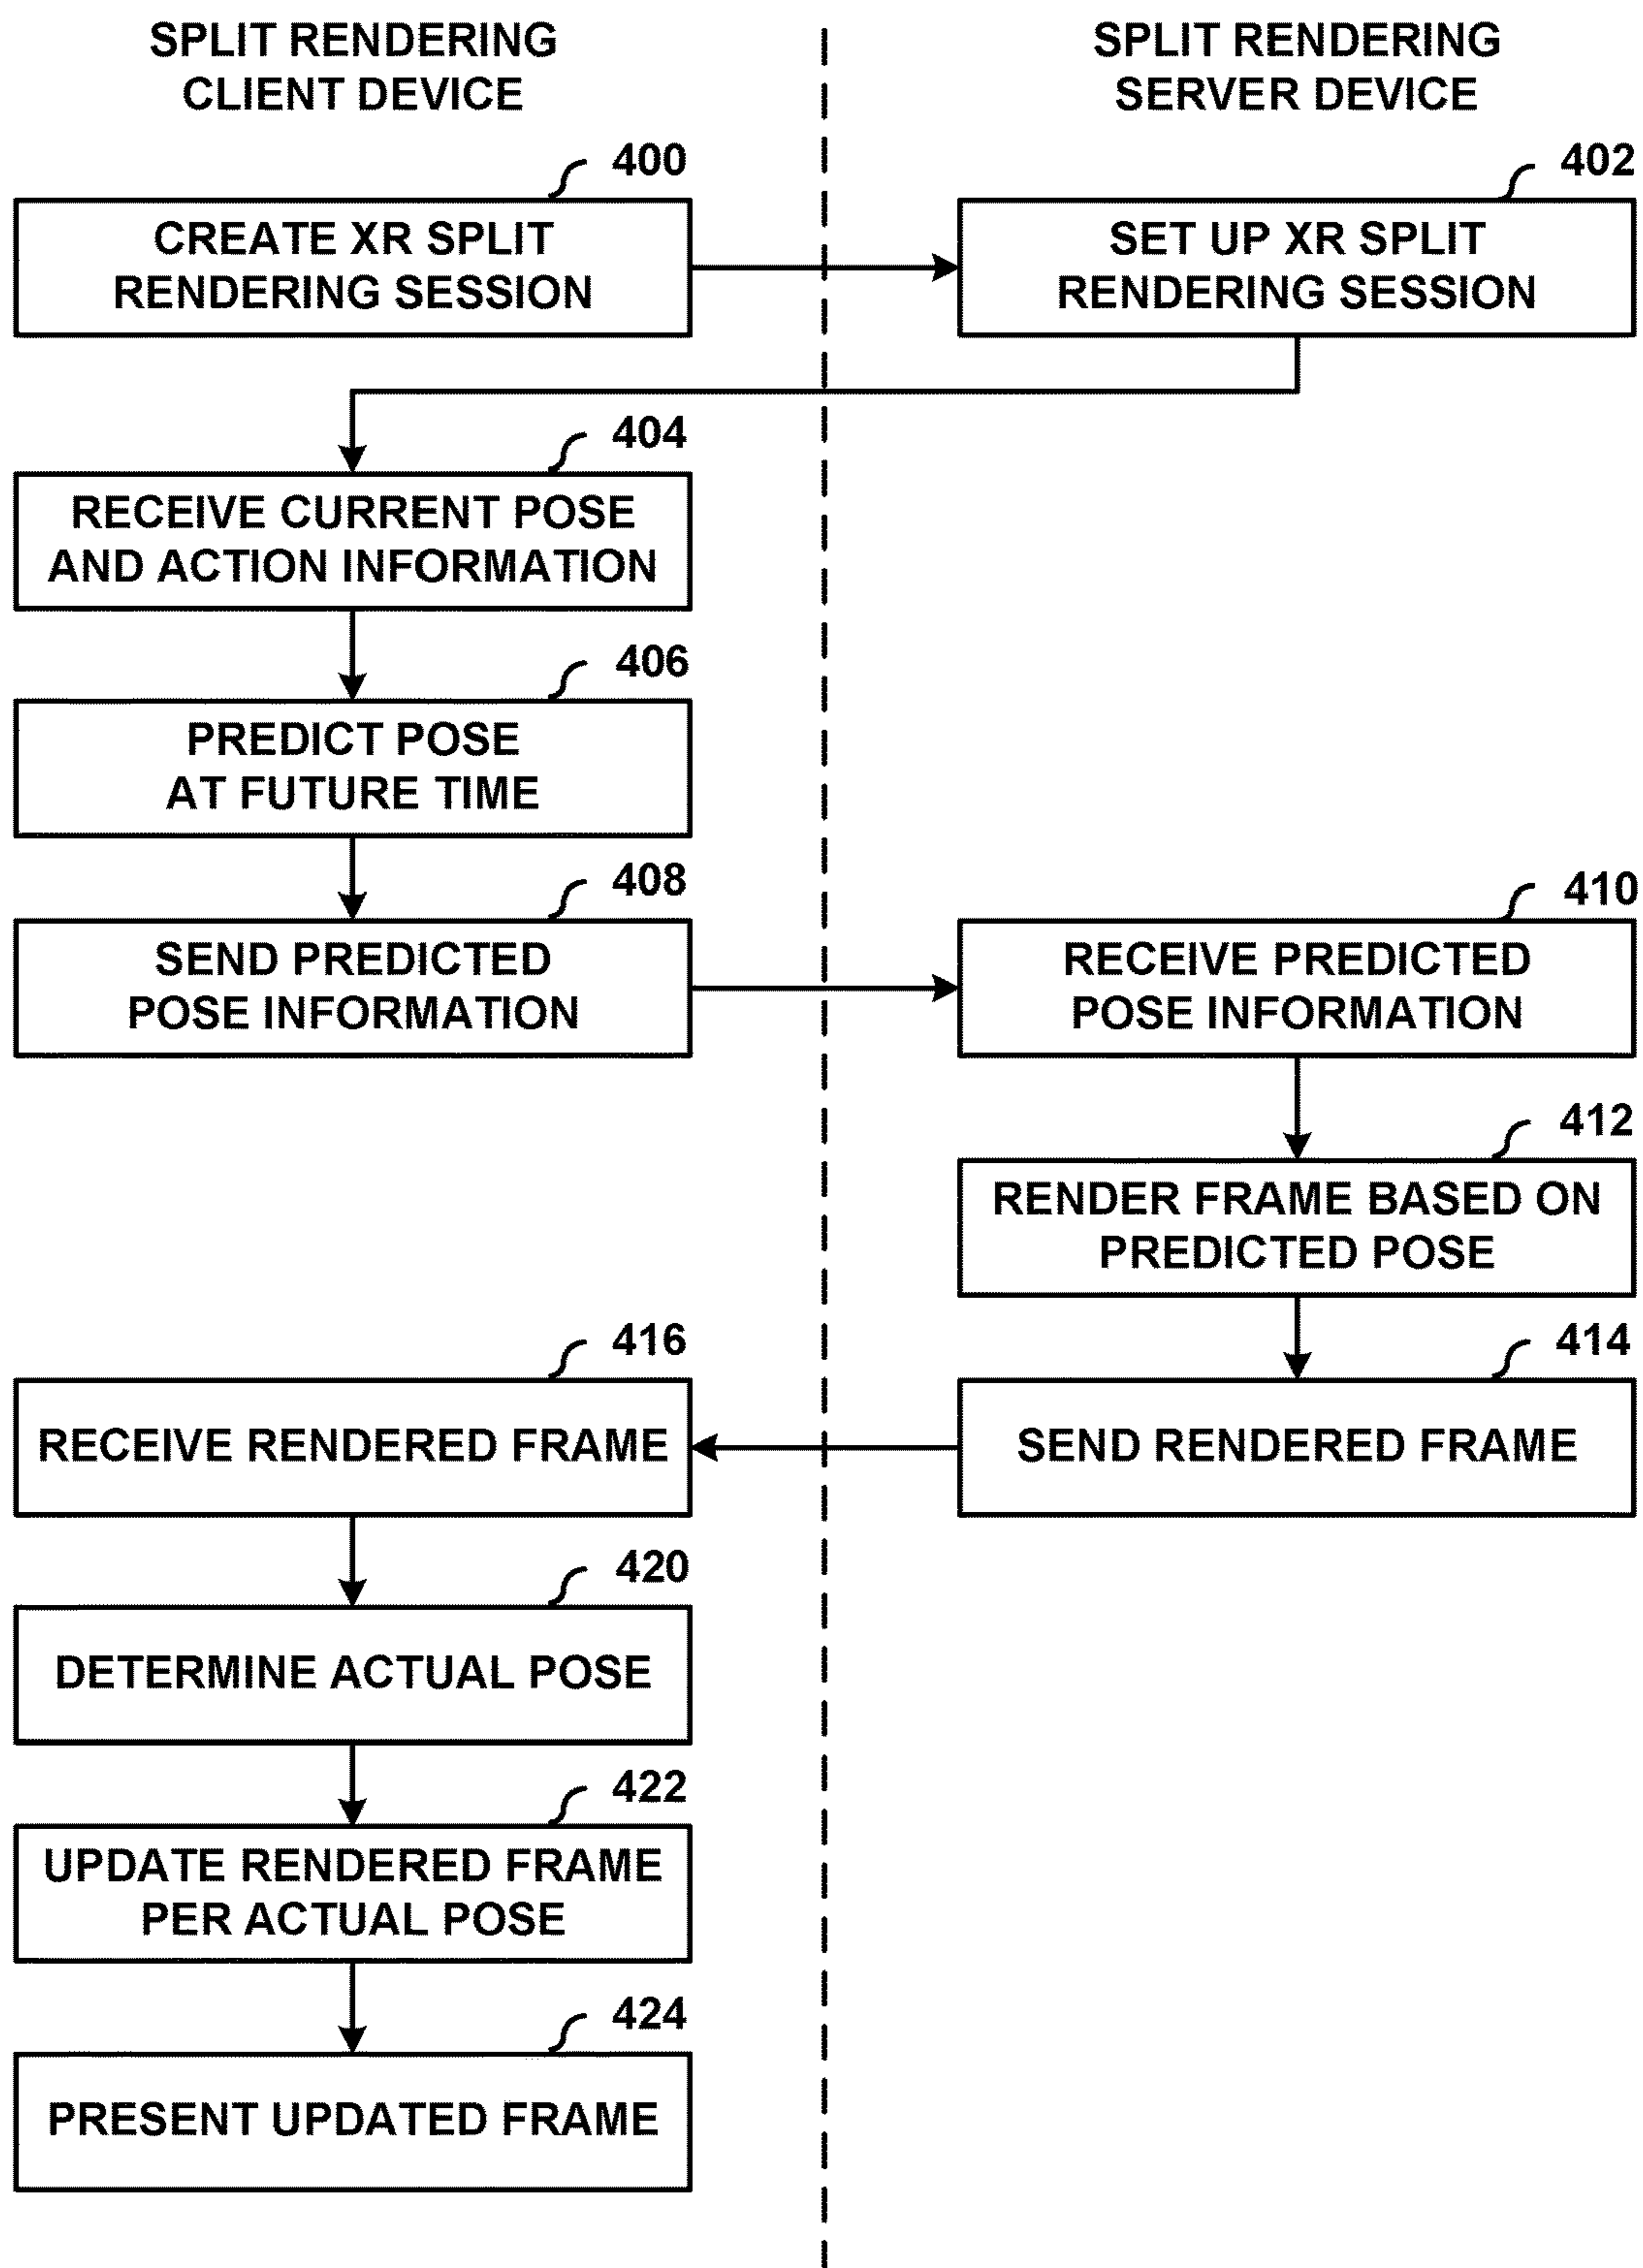 SPLIT RENDERING
CLIENT DEVICE
SPLIT RENDERING
SERVER DEVICE
400
CREATE XR SPLIT
RENDERING SESSION
402
SET UP XR SPLIT
RENDERING SESSION
404
RECEIVE CURRENT POSE
AND ACTION INFORMATION
406
PREDICT POSE
AT FUTURE TIME
408
SEND PREDICTED
POSE INFORMATION
410
RECEIVE PREDICTED
POSE INFORMATION
412
RENDER FRAME BASED ON
PREDICTED POSE
414
SEND RENDERED FRAME
416
RECEIVE RENDERED FRAME
420
DETERMINE ACTUAL POSE
422
UPDATE RENDERED FRAME
PER ACTUAL POSE
424
PRESENT UPDATED FRAME